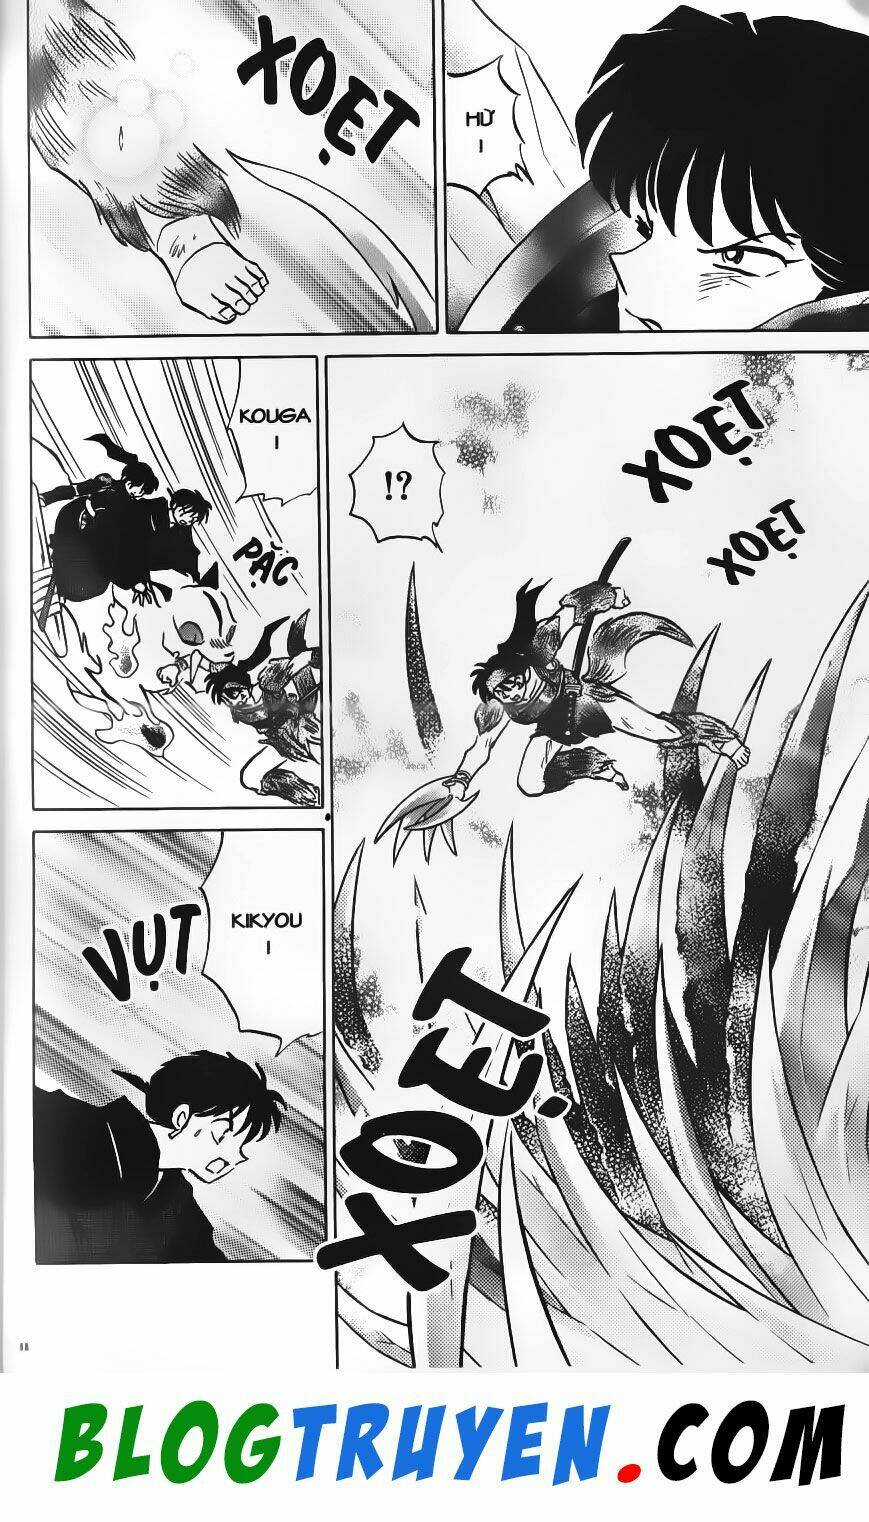 HỪ
!
XOẸT
!?
XOẸT
XOẸT
XOẸT
KOUGA
!
PẶC
KIKYOU
!
VỤT
BLOGTRUYEN.COM